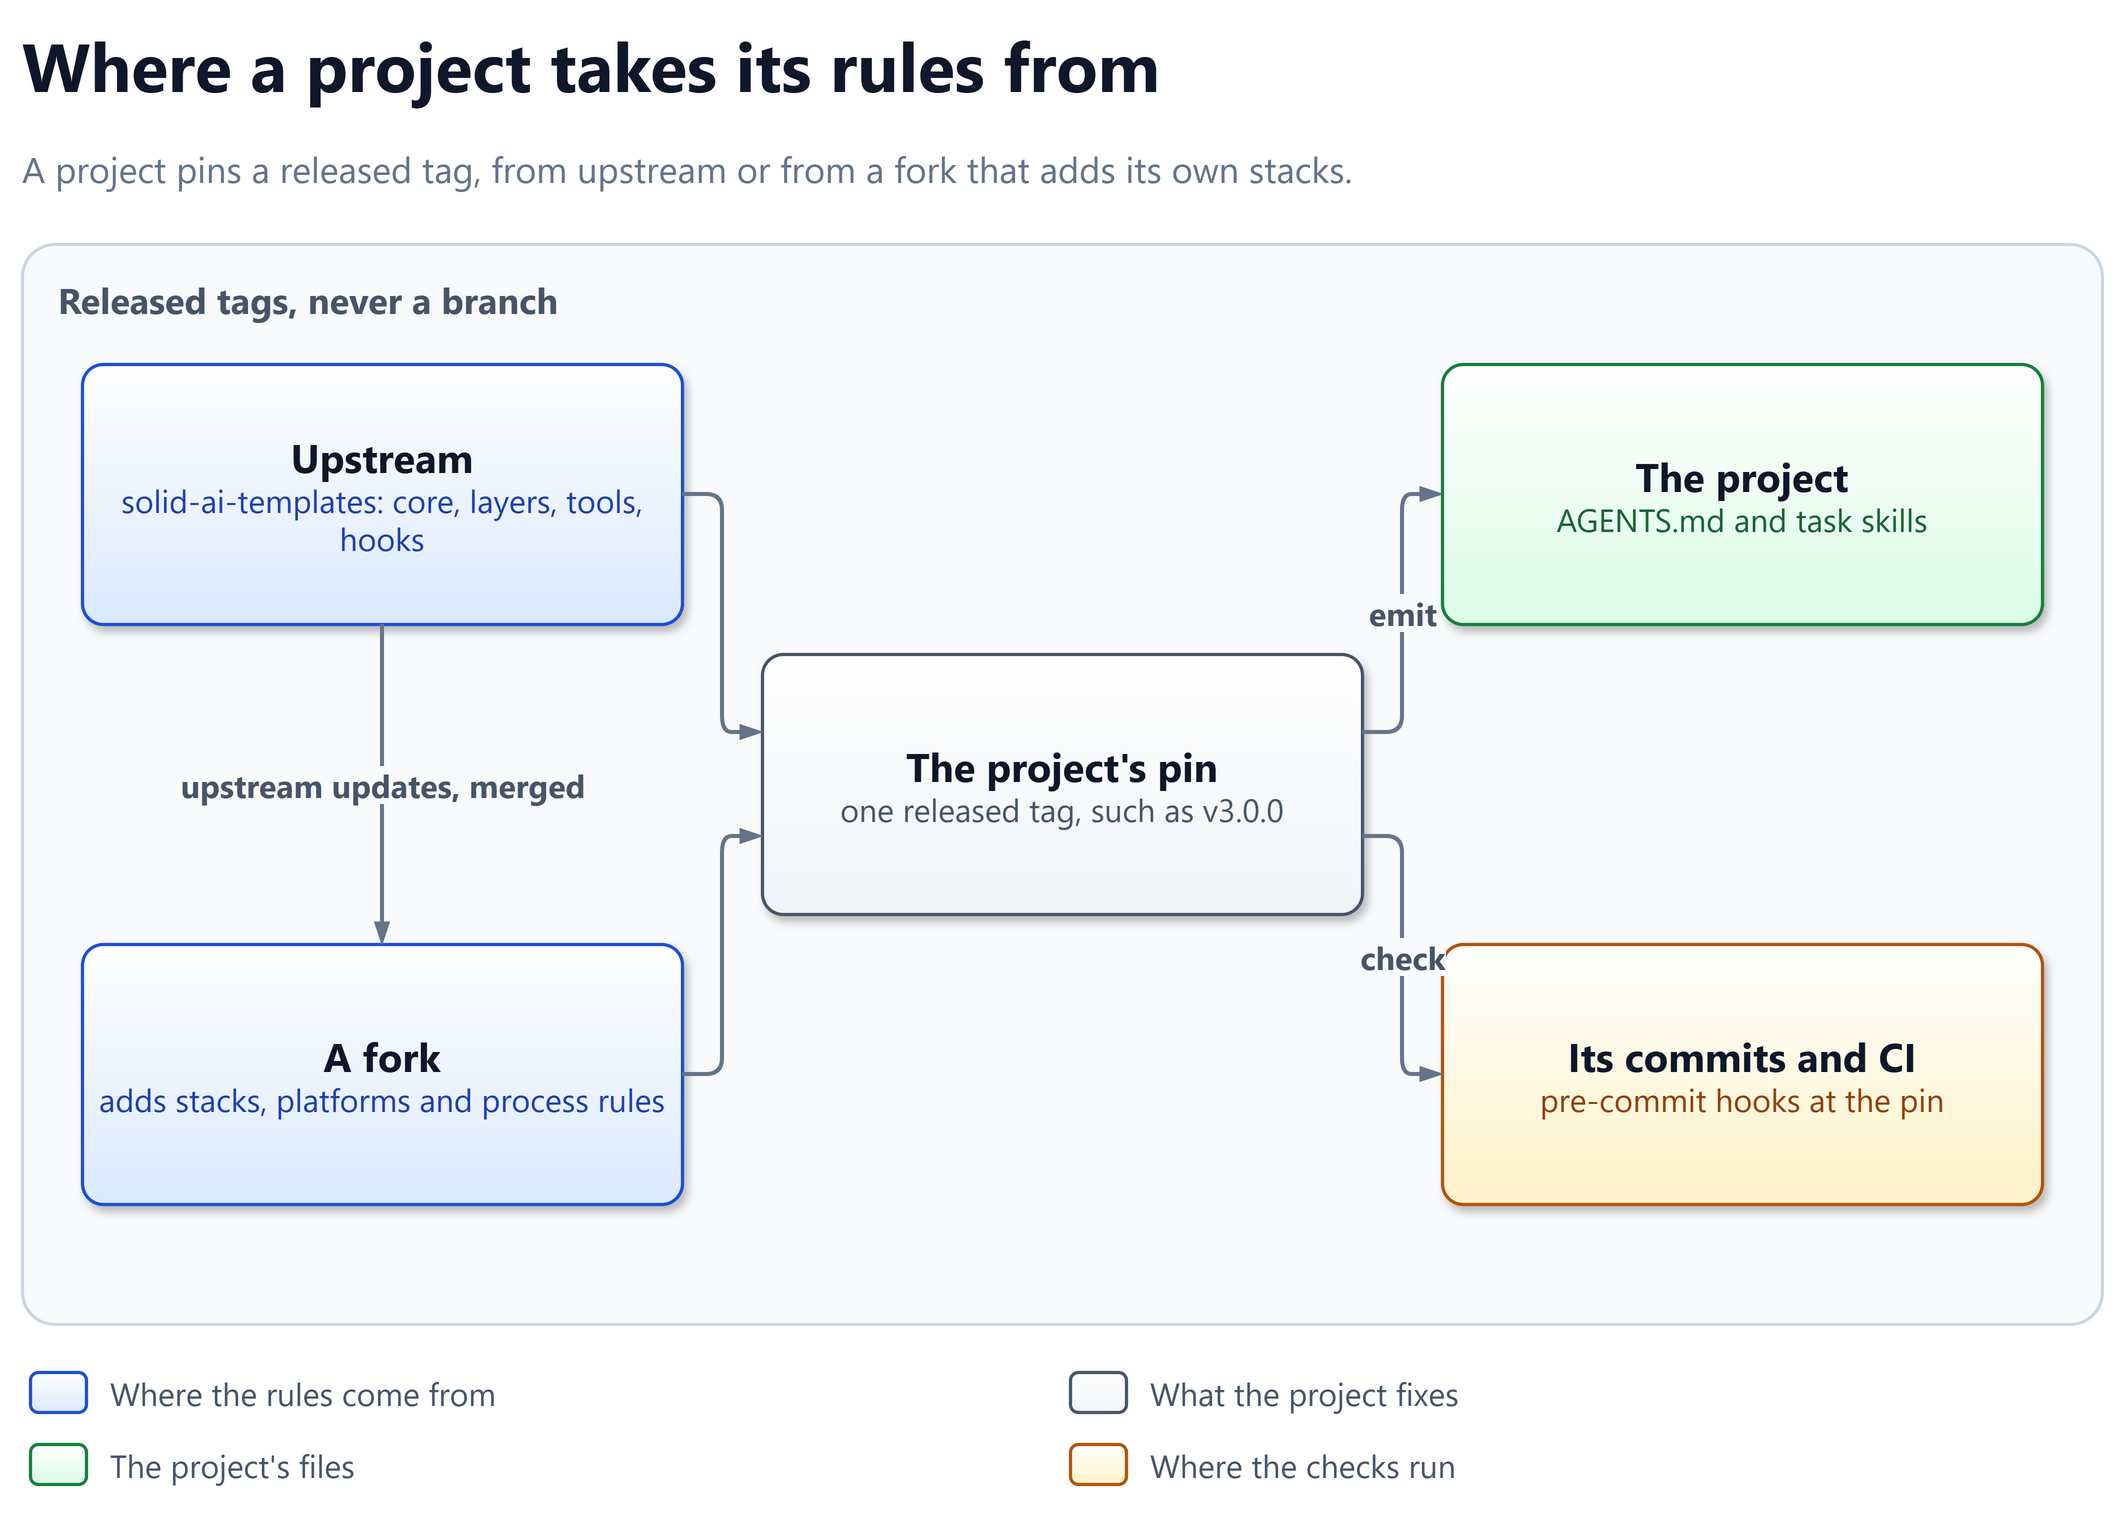 Where a project takes its rules from
A project pins a released tag, from upstream or from a fork that adds its own stacks.
Released tags, never a branch
Upstream
solid-ai-templates: core, layers, tools,
hooks
The project
AGENTS.md and task skills
emit
The project's pin
one released tag, such as v3.0.0
upstream updates, merged
check
A fork
adds stacks, platforms and process rules
Its commits and CI
pre-commit hooks at the pin
Where the rules come from
What the project fixes
The project's files
Where the checks run